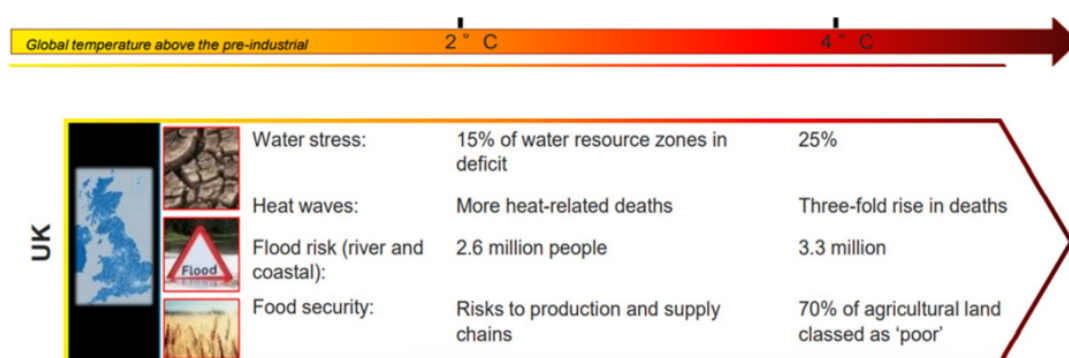 Global temperature above the pre-industrial
2° C
4° C
UK
Water stress:
15% of water resource zones in
deficit
25%
Heat waves:
More heat-related deaths
Three-fold rise in deaths
Flood risk (river and
coastal):
2.6 million people
3.3 million
Flood
Food security:
Risks to production and supply
chains
70% of agricultural land
classed as ‘poor’